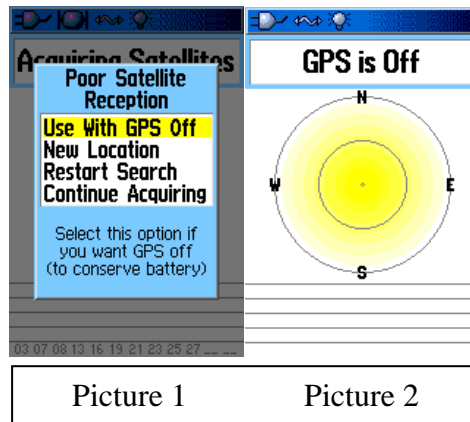 Acquiring Satellites
Poor Satellite
Reception
Use With GPS Off
New Location
Restart Search
Continue Acquiring
Select this option if
you want GPS off
(to conserve battery)
03 07 08 13 16 19 21 23 25 27 __ __
GPS is Off
N
W
E
S
Picture 1
Picture 2